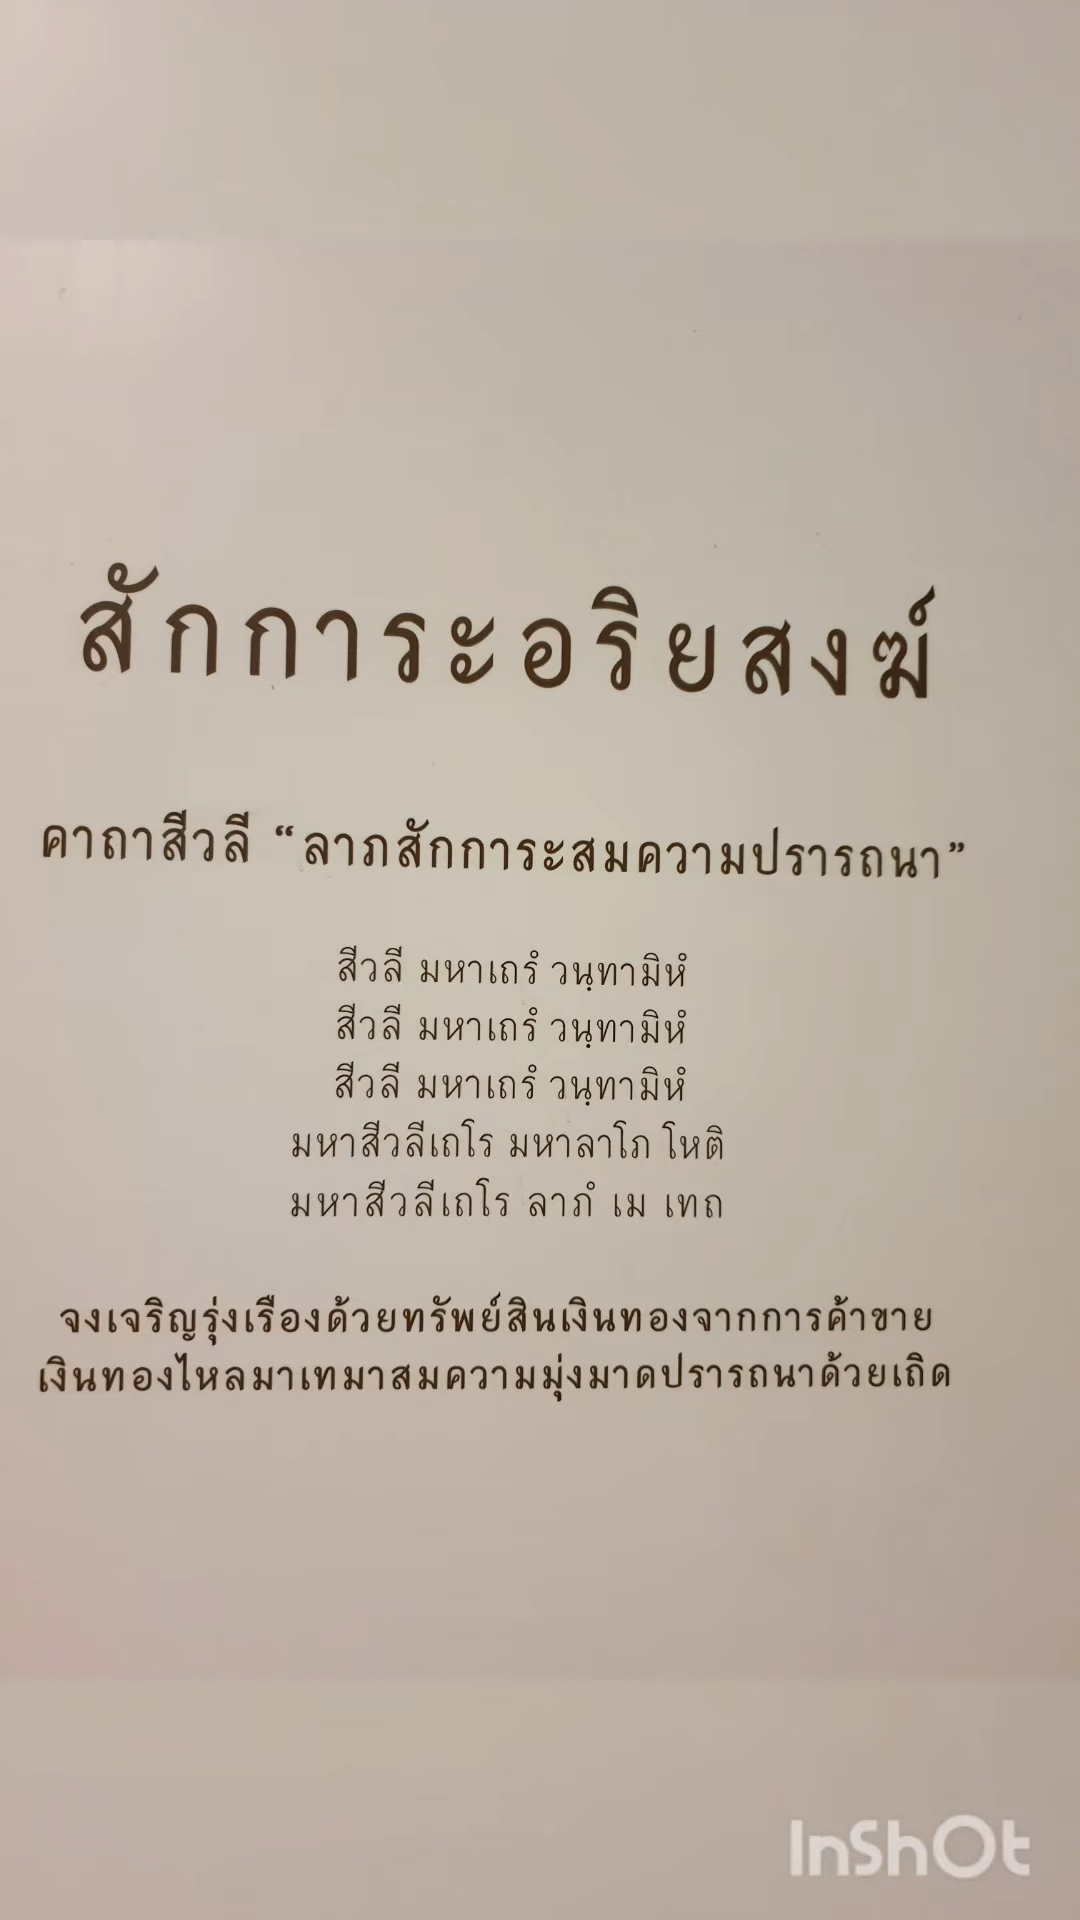 สักการะอริยสงฆ์
คาถาสีวลี “ลาภสักการะสมความปรารถนา”
สีวลี มหาเถรํ วนฺทามิหํ
สีวลี มหาเถรํ วนฺทามิหํ
สีวลี มหาเถรํ วนฺทามิหํ
มหาสีวลีเถโร มหาลาโภ โหติ
มหาสีวลีเถโร ลาภํ เม เทถ
จงเจริญรุ่งเรืองด้วยทรัพย์สินเงินทองจากการค้าขาย
เงินทองไหลมาเทมาสมความมุ่งมาดปรารถนาด้วยเถิด
InShOt